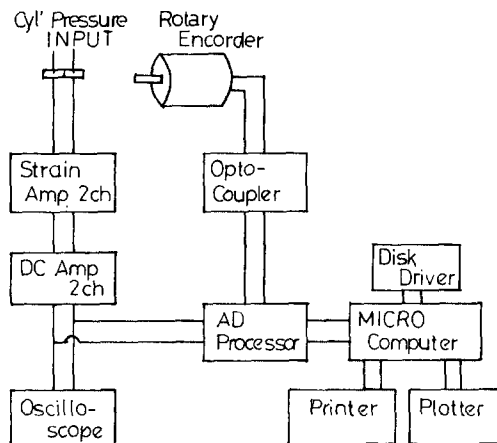 Cyl' Pressure
INPUT
Rotary
Encorder
Strain
Amp 2ch
Opto-
Coupler
DC Amp
2ch
Disk
Driver
AD
Processor
MICRO
Computer
Oscillo-
scope
Printer
Plotter